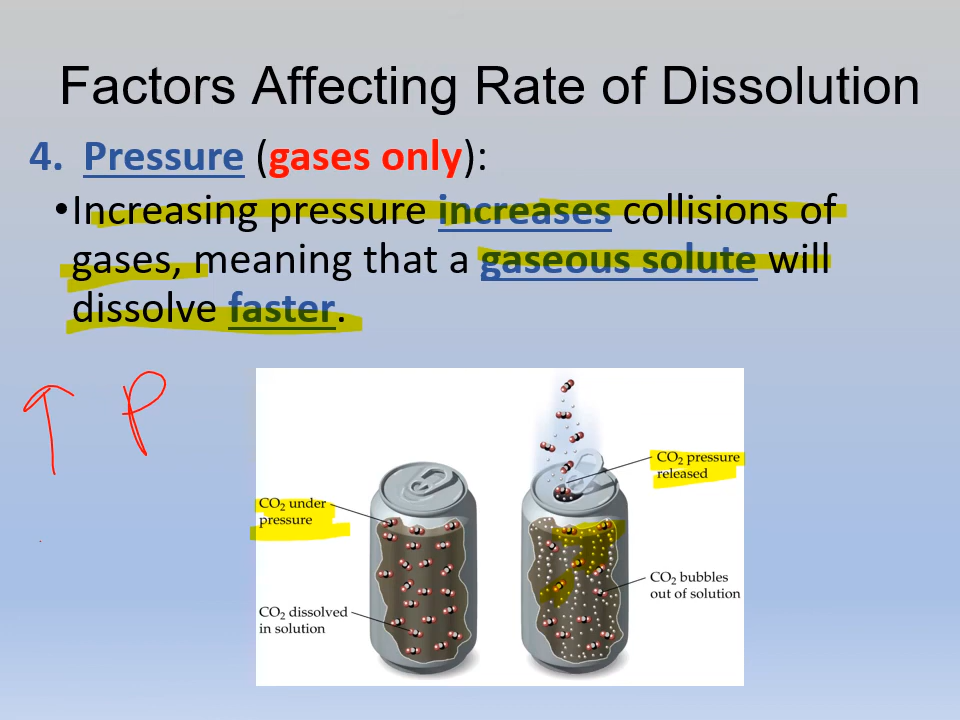 Factors Affecting Rate of Dissolution
4. Pressure (gases only):
•Increasing pressure increases collisions of
gases, meaning that a gaseous solute will
dissolve faster.
↑ P
CO₂ pressure
released
CO₂ under
pressure
CO₂ bubbles
out of solution
CO₂ dissolved
in solution